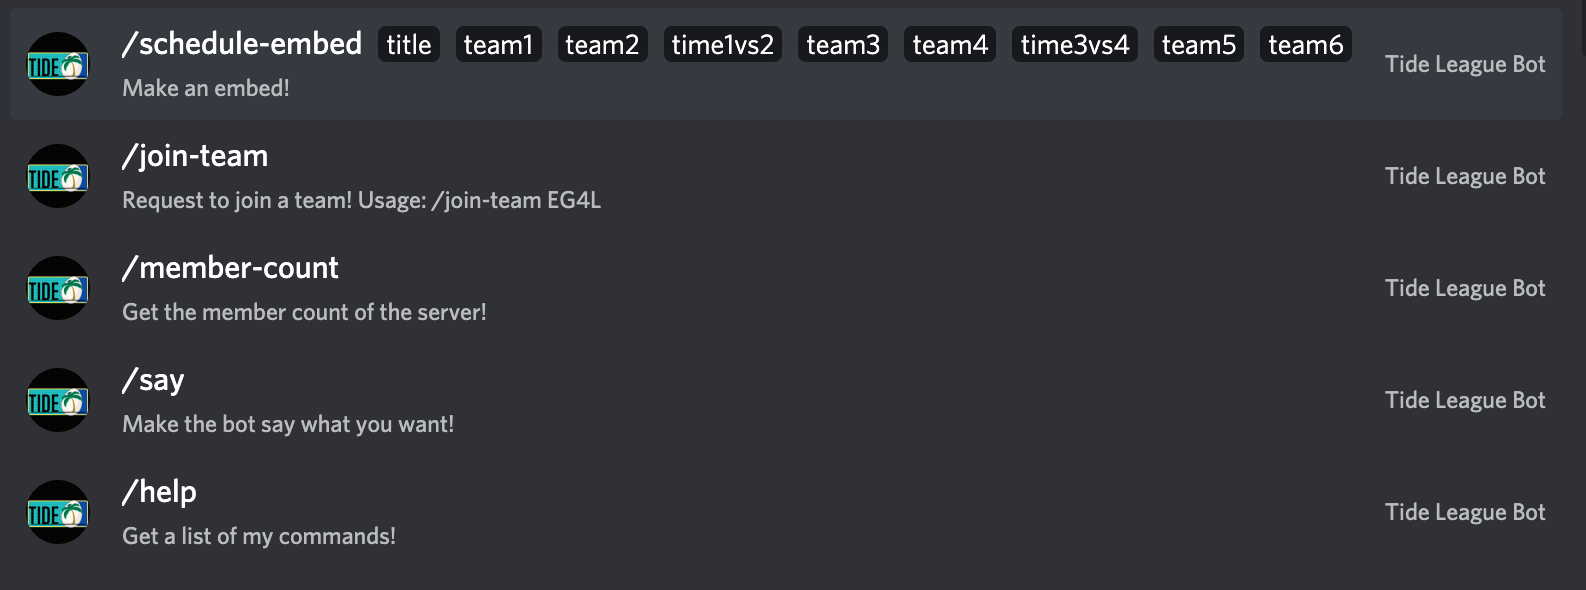 /schedule-embed title team1 team2 time1vs2 team3 team4 time3vs4 team5 team6
Make an embed!
Tide League Bot
TIDE
/join-team
Request to join a team! Usage: /join-team EG4L
Tide League Bot
TIDE
/member-count
Get the member count of the server!
Tide League Bot
TIDE
/say
Make the bot say what you want!
Tide League Bot
TIDE
/help
Get a list of my commands!
Tide League Bot
TIDE